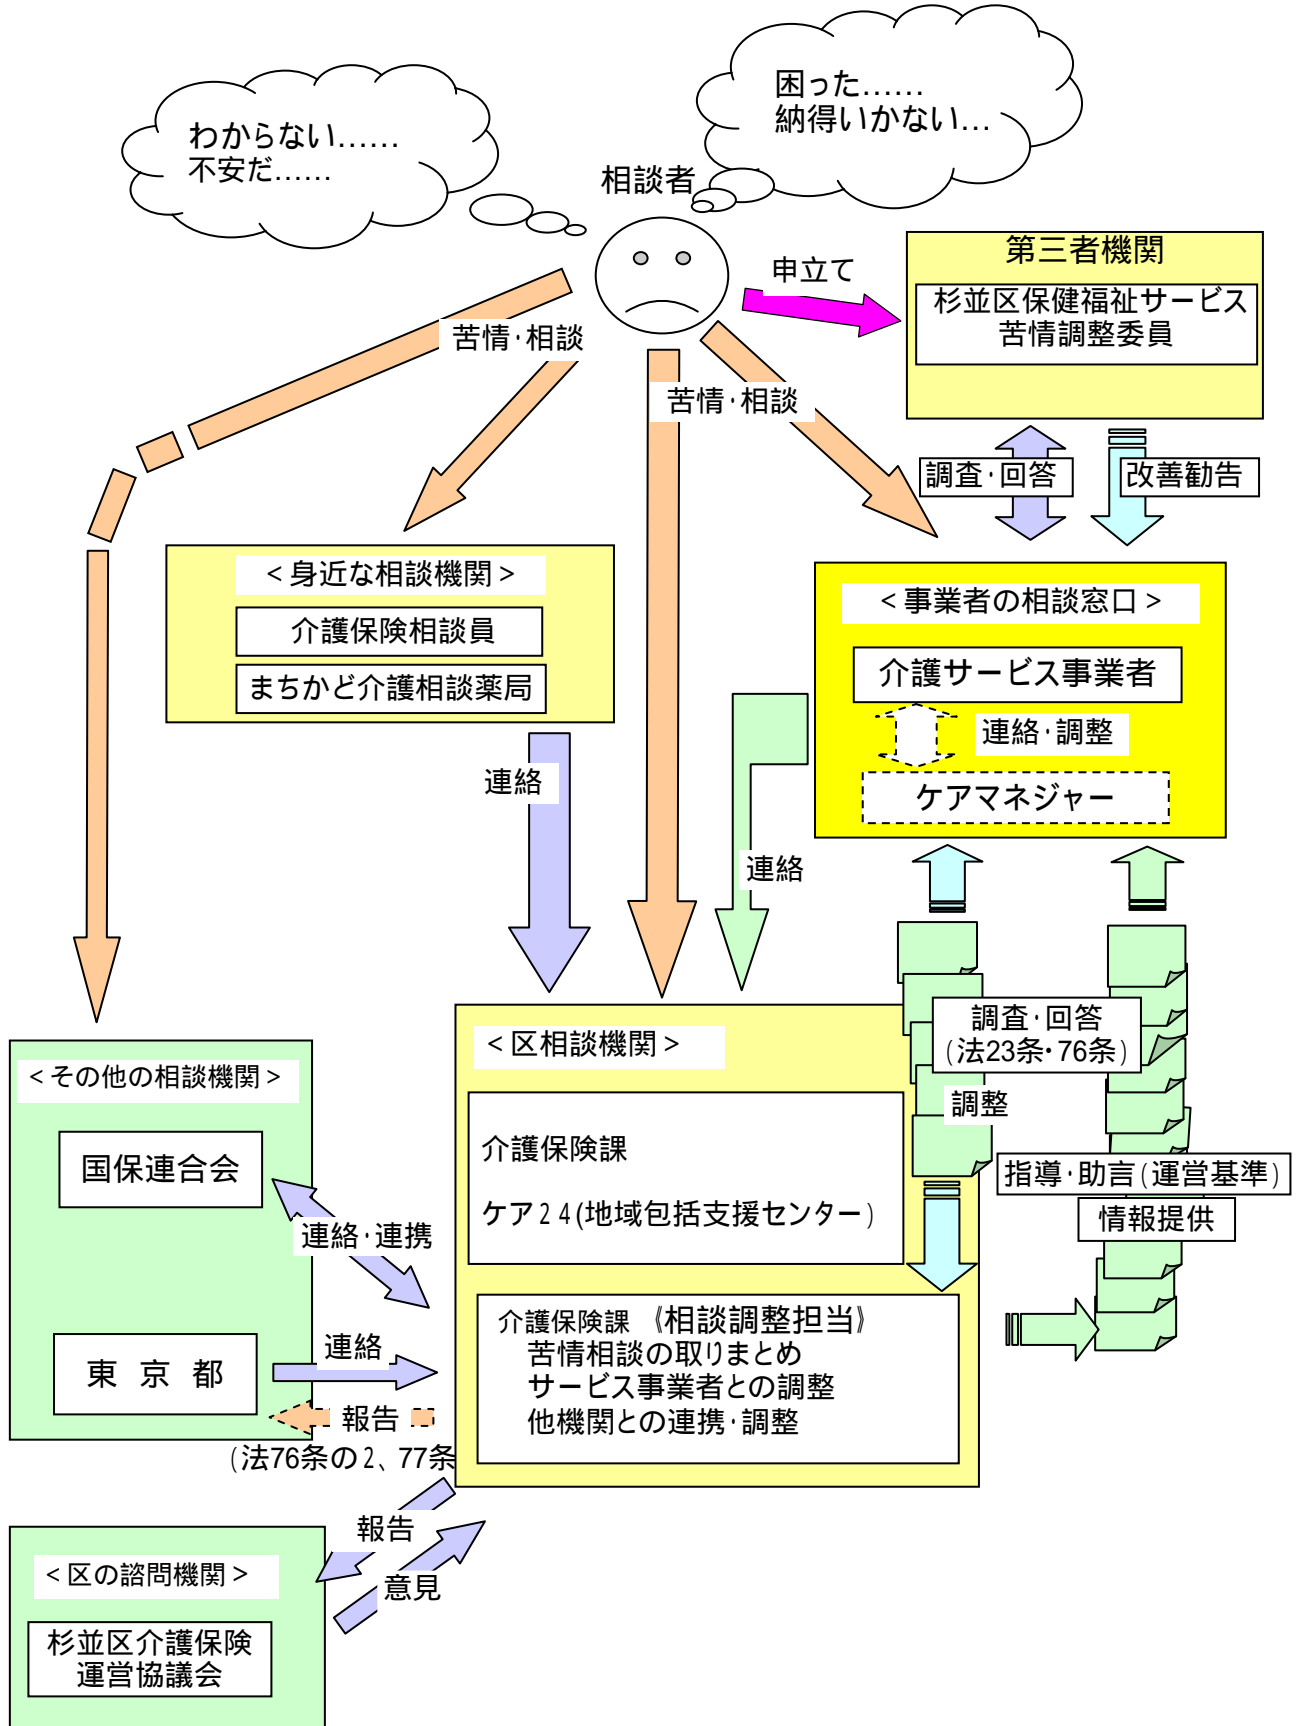 困った……
納得いかない…
わからない……
不安だ……
相談者
第三者機関
杉並区保健福祉サービス
苦情調整委員
申立て
苦情･相談
苦情･相談
調査･回答
改善勧告
<身近な相談機関>
介護保険相談員
まちかど介護相談薬局
<事業者の相談窓口>
介護サービス事業者
連絡･調整
ケアマネジャー
連絡
連絡
<区相談機関>
介護保険課
ケア24(地域包括支援センター)
調査･回答
(法23条・76条)
調整
指導･助言(運営基準)
情報提供
<その他の相談機関>
国保連合会
連絡･連携
東 京 都
連絡
報告
(法76条の2、77条
介護保険課 《相談調整担当》
苦情相談の取りまとめ
サービス事業者との調整
他機関との連携･調整
報告
意見
<区の諮問機関>
杉並区介護保険
運営協議会